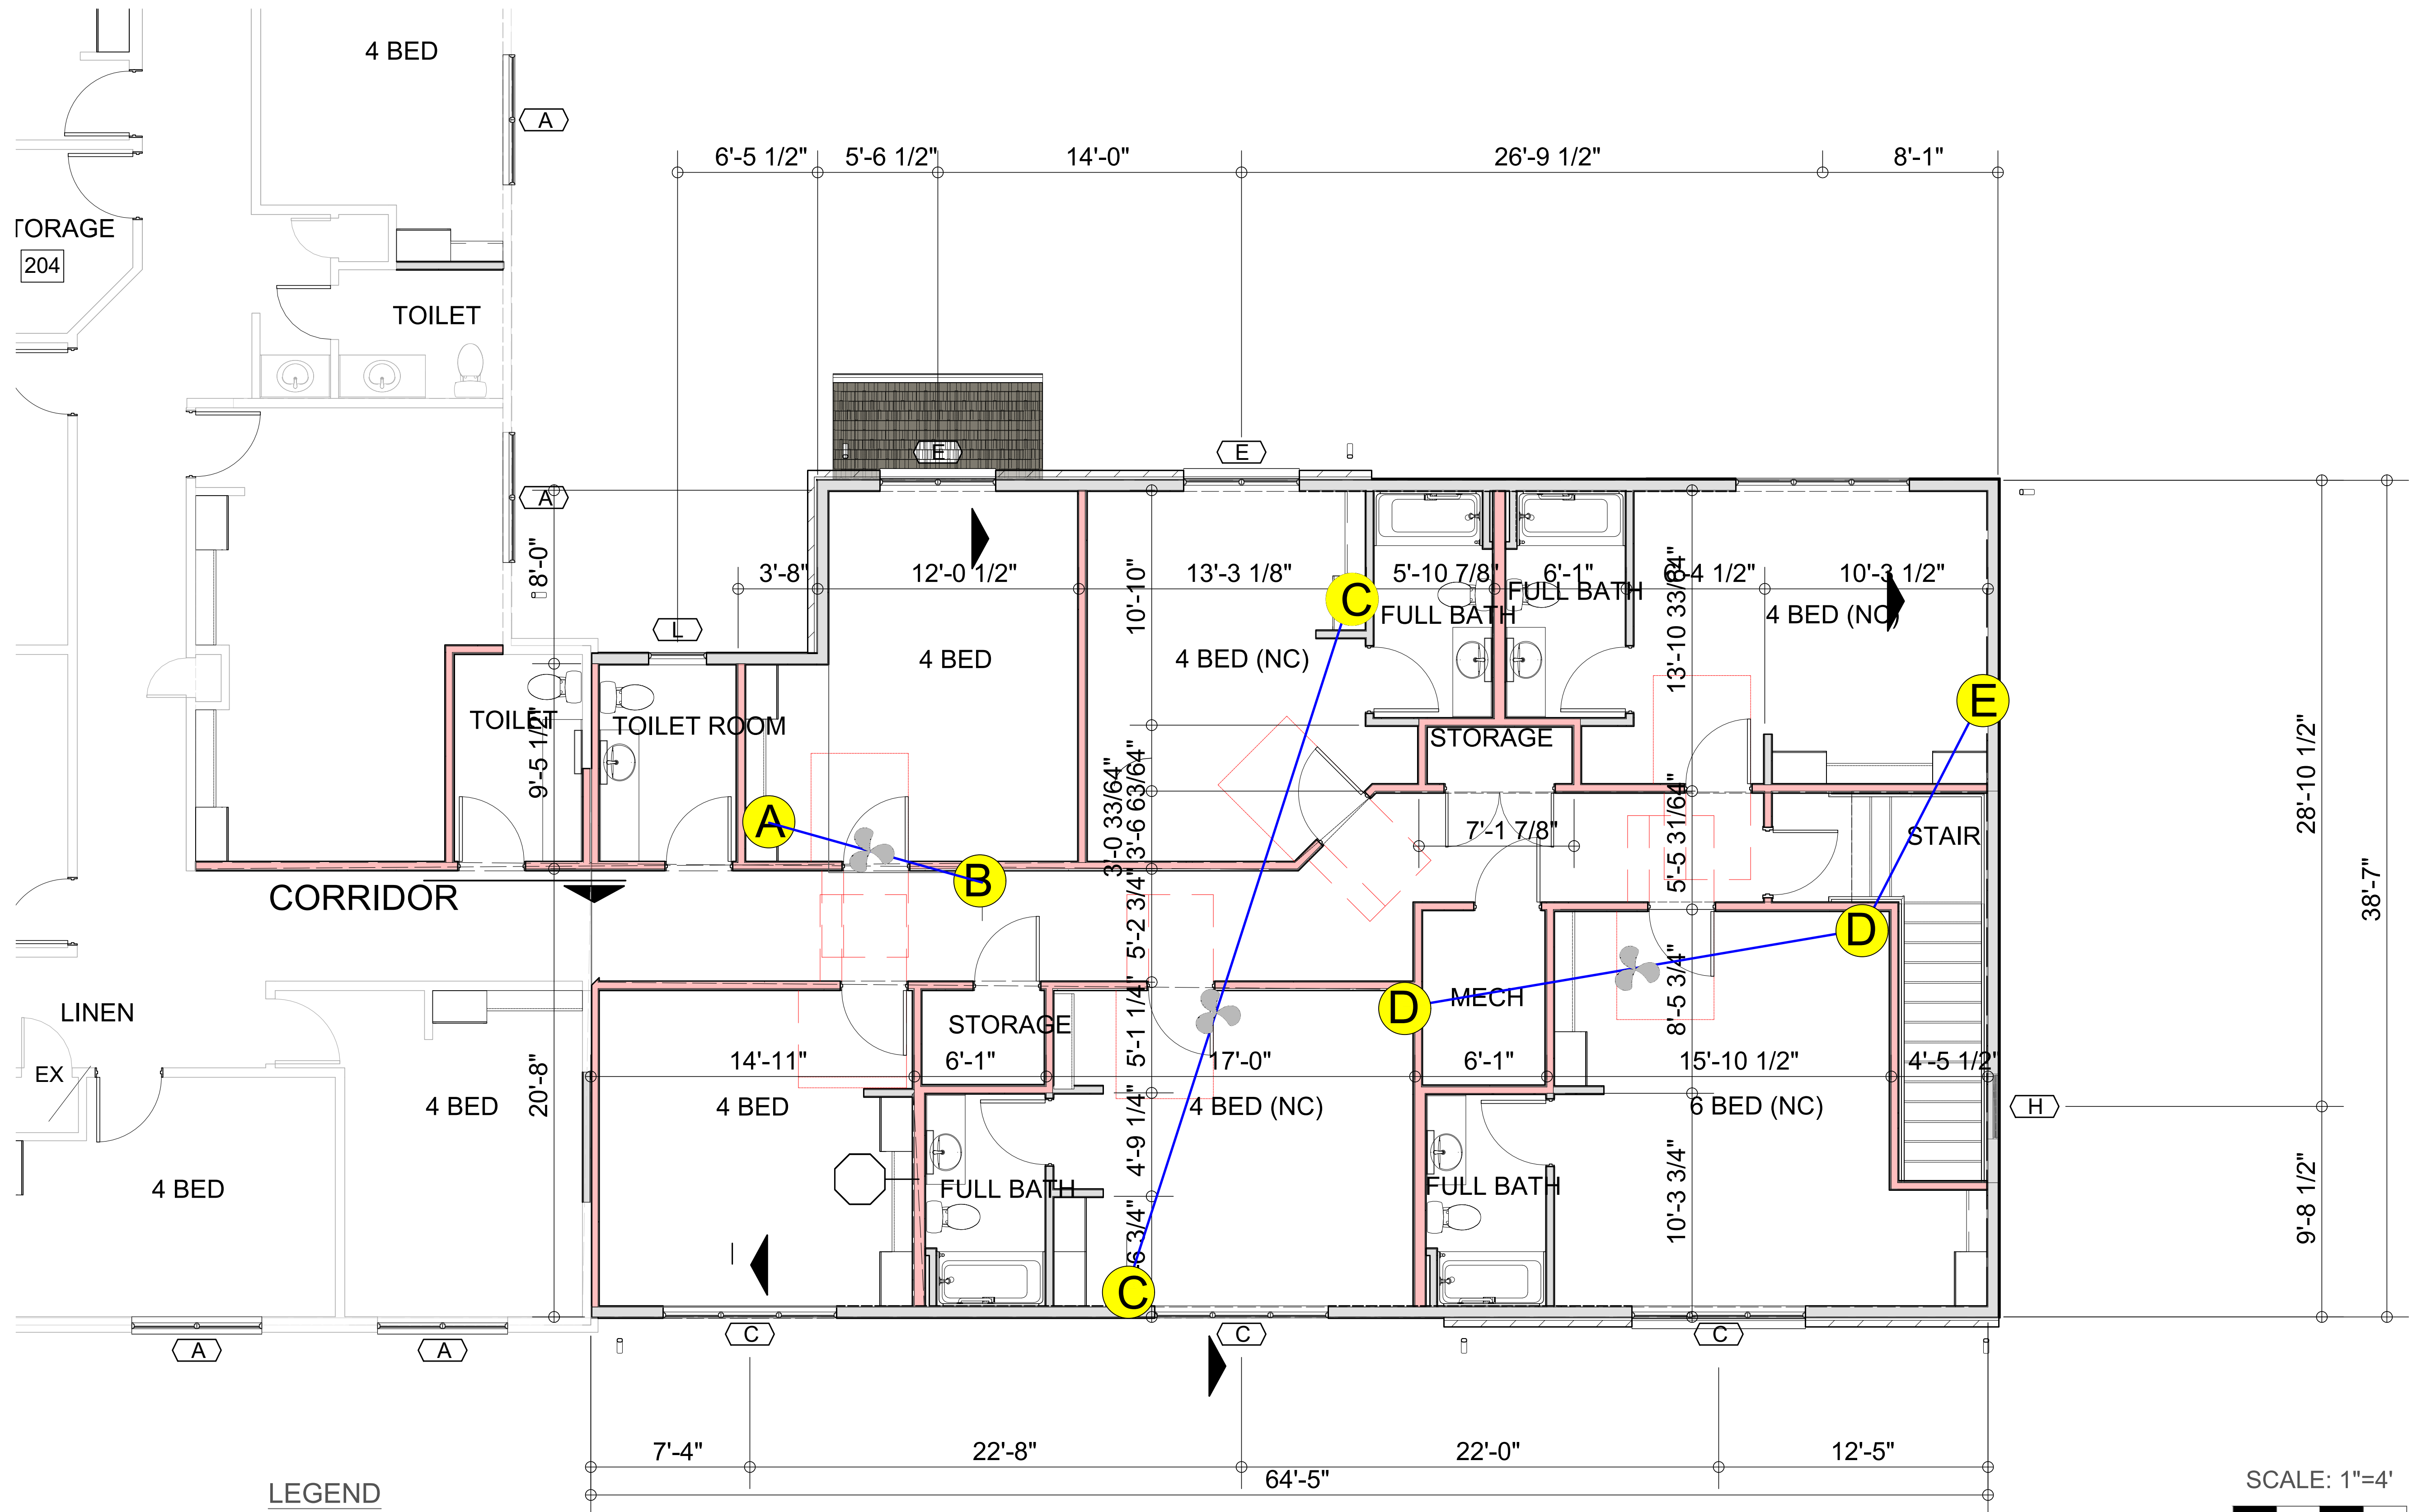 4 BED
A
6'-5 1/2" 5'-6 1/2" 14'-0" 26'-9 1/2" 8'-1"
TORAGE
204
TOILET
E E
A
8'-0"
3'-8" 12'-0 1/2" 13'-3 1/8" C 5'-10 7/8" 6'-1" 6'-4 1/2" 10'-3 1/2"
10'-10" 13'-10 33/64"
FULL BATH FULL BATH 4 BED (NC)
L
4 BED 4 BED (NC)
E
TOILET TOILET ROOM
9'-5 1/2"
STORAGE
28'-10 1/2"
3'-0 33/64" 3'-6 63/64"
A
7'-1 7/8" 5'-5 31/64" STAIR
B
CORRIDOR
38'-7"
5'-2 3/4"
D
8'-5 3/4"
D MECH
LINEN STORAGE
5'-1 1/4"
EX 14'-11" 6'-1" 17'-0" 6'-1" 15'-10 1/2" 4'-5 1/2"
20'-8"
4 BED 4 BED 4 BED (NC) 6 BED (NC) H
4'-9 1/4"
4 BED FULL BATH FULL BATH
10'-3 3/4" 9'-8 1/2"
6 3/4"
C
C C C
A A
7'-4" 22'-8" 22'-0" 12'-5"
64'-5"
LEGEND SCALE: 1"=4'